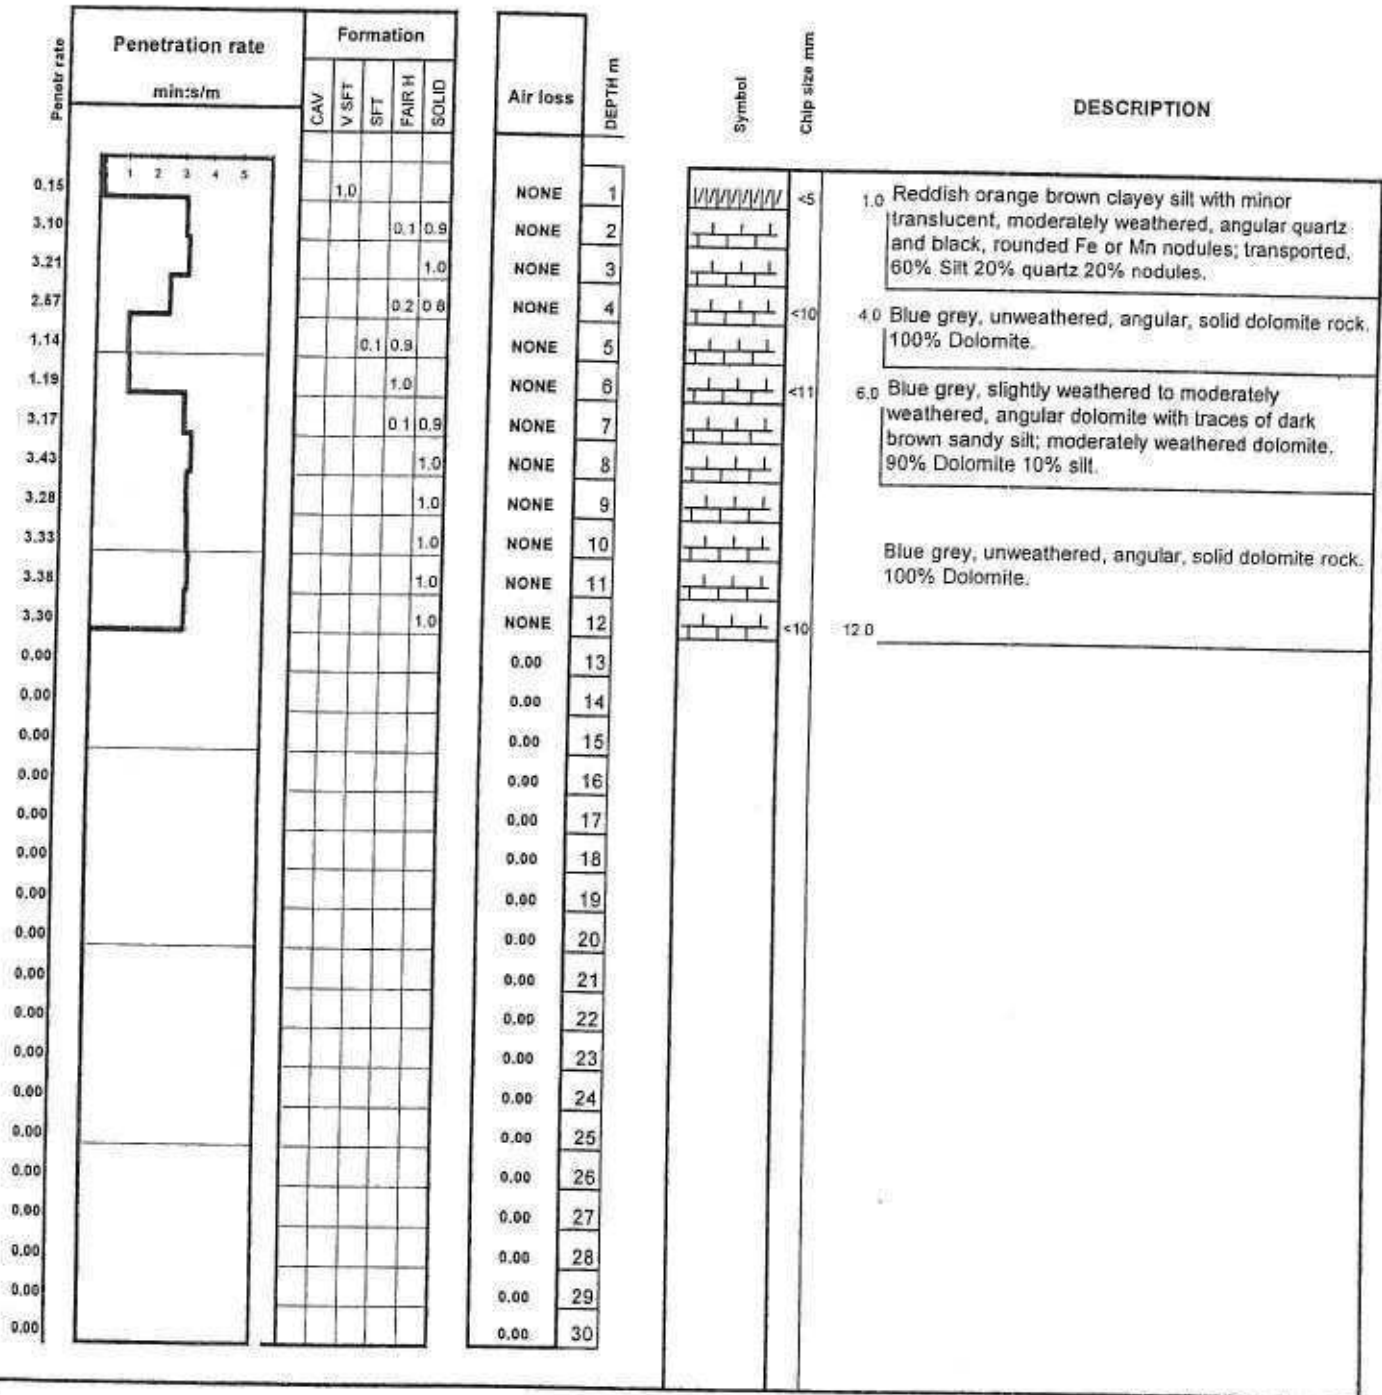 Penetr rate
Penetration rate
min:s/m
Formation
CAV
V SFT
SFT
FAIR H
SOLID
Air loss
DEPTH m
Symbol
Chip size mm
DESCRIPTION
1 2 3 4 5
0.15 1.0 NONE 1 <5 1.0 Reddish orange brown clayey silt with minor
translucent, moderately weathered, angular quartz
and black, rounded Fe or Mn nodules; transported.
60% Silt 20% quartz 20% nodules.
3.10 0.1 0.9 NONE 2
3.21 1.0 NONE 3
2.67 0.2 0 8 NONE 4 <10 4.0 Blue grey, unweathered, angular, solid dolomite rock.
100% Dolomite.
1.14 0.1 0.9 NONE 5
1.19 1.0 NONE 6 <11 6.0 Blue grey, slightly weathered to moderately
weathered, angular dolomite with traces of dark
brown sandy silt; moderately weathered dolomite.
90% Dolomite 10% silt.
3.17 0 1 0.9 NONE 7
3.43 1.0 NONE 8
3.28 1.0 NONE 9
3.33 1.0 NONE 10
Blue grey, unweathered, angular, solid dolomite rock.
100% Dolomite.
3.38 1.0 NONE 11
3.30 1.0 NONE 12 <10 12 0
0.00 0.00 13
0.00 0.00 14
0.00 0.00 15
0.00 0.00 16
0.00 0.00 17
0.00 0.00 18
0.00 0.00 19
0.00 0.00 20
0.00 0.00 21
0.00 0.00 22
0.00 0.00 23
0.00 0.00 24
0.00 0.00 25
0.00 0.00 26
0.00 0.00 27
0.00 0.00 28
0.00 0.00 29
0.00 0.00 30